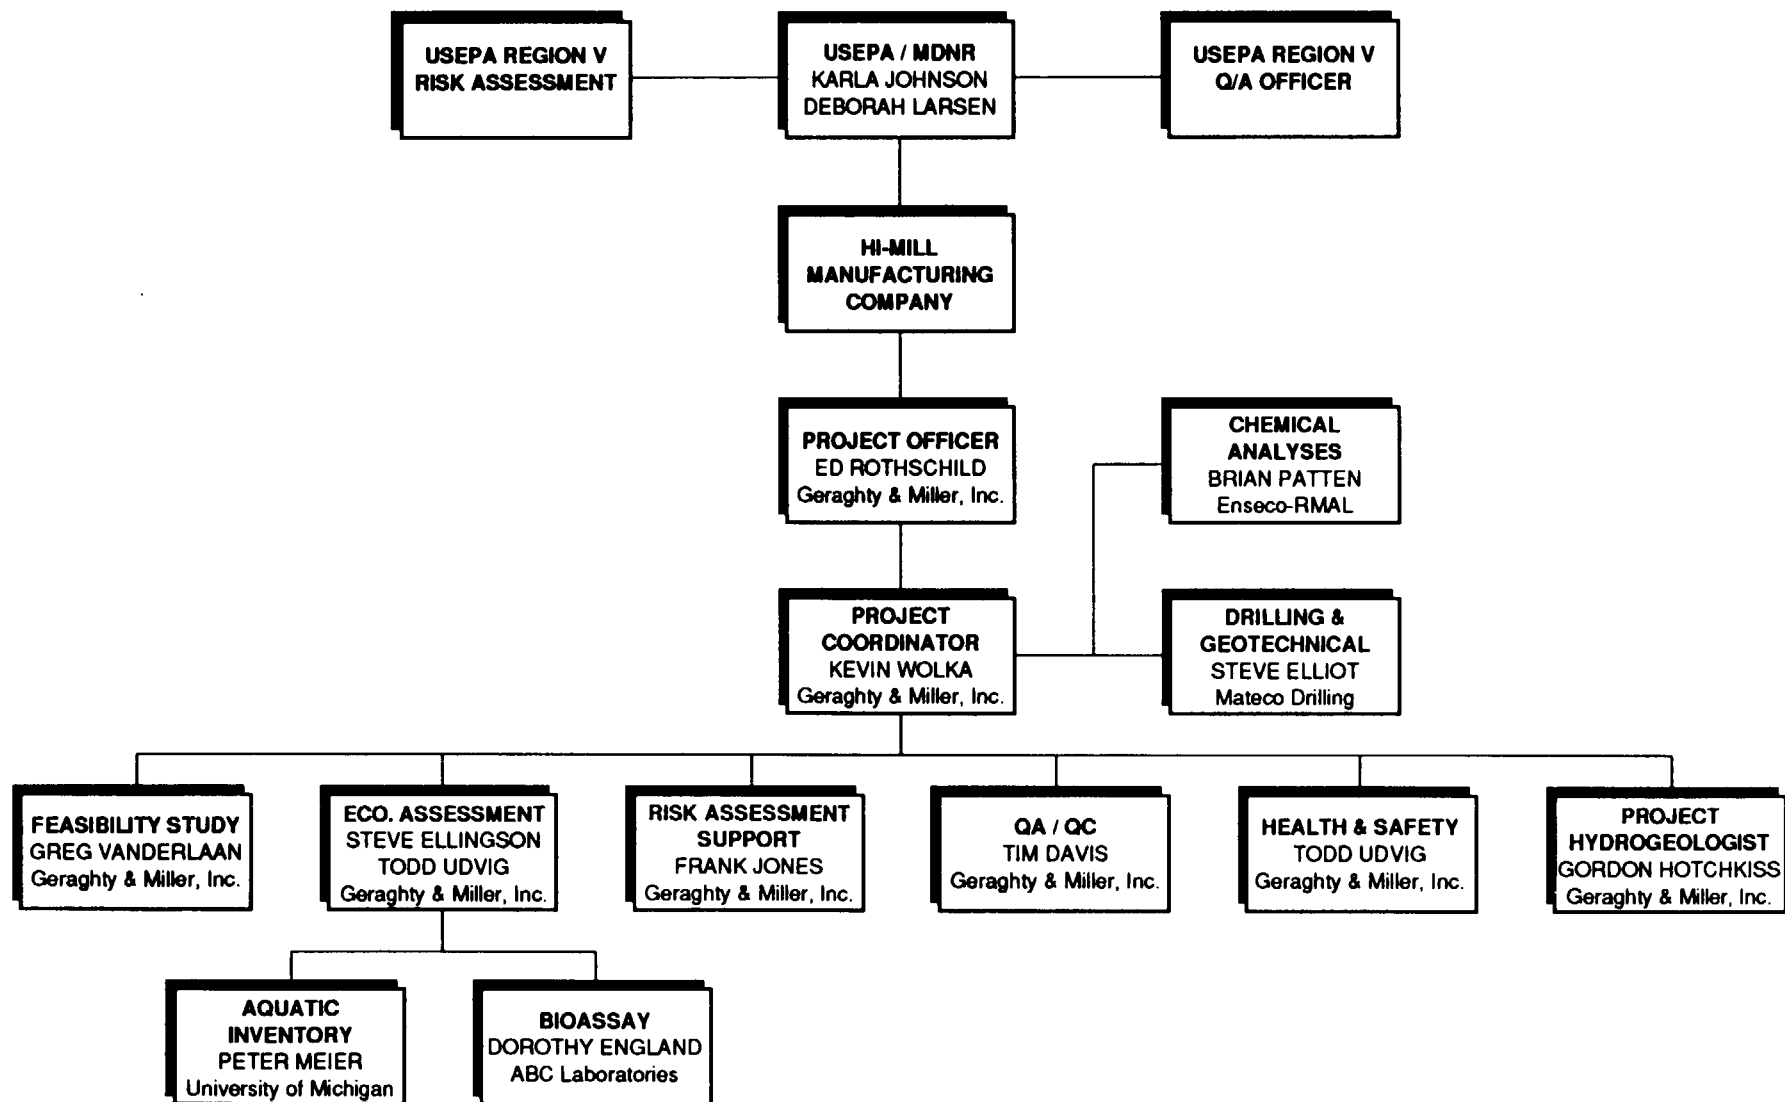 USEPA REGION V
RISK ASSESSMENT
USEPA / MDNR
KARLA JOHNSON
DEBORAH LARSEN
USEPA REGION V
Q/A OFFICER
HI-MILL
MANUFACTURING
COMPANY
PROJECT OFFICER
ED ROTHSCHILD
Geraghty & Miller, Inc.
CHEMICAL
ANALYSES
BRIAN PATTEN
Enseco-RMAL
PROJECT
COORDINATOR
KEVIN WOLKA
Geraghty & Miller, Inc.
DRILLING &
GEOTECHNICAL
STEVE ELLIOT
Mateco Drilling
FEASIBILITY STUDY
GREG VANDERLAAN
Geraghty & Miller, Inc.
ECO. ASSESSMENT
STEVE ELLINGSON
TODD UDVIG
Geraghty & Miller, Inc.
RISK ASSESSMENT
SUPPORT
FRANK JONES
Geraghty & Miller, Inc.
QA / QC
TIM DAVIS
Geraghty & Miller, Inc.
HEALTH & SAFETY
TODD UDVIG
Geraghty & Miller, Inc.
PROJECT
HYDROGEOLOGIST
GORDON HOTCHKISS
Geraghty & Miller, Inc.
AQUATIC
INVENTORY
PETER MEIER
University of Michigan
BIOASSAY
DOROTHY ENGLAND
ABC Laboratories